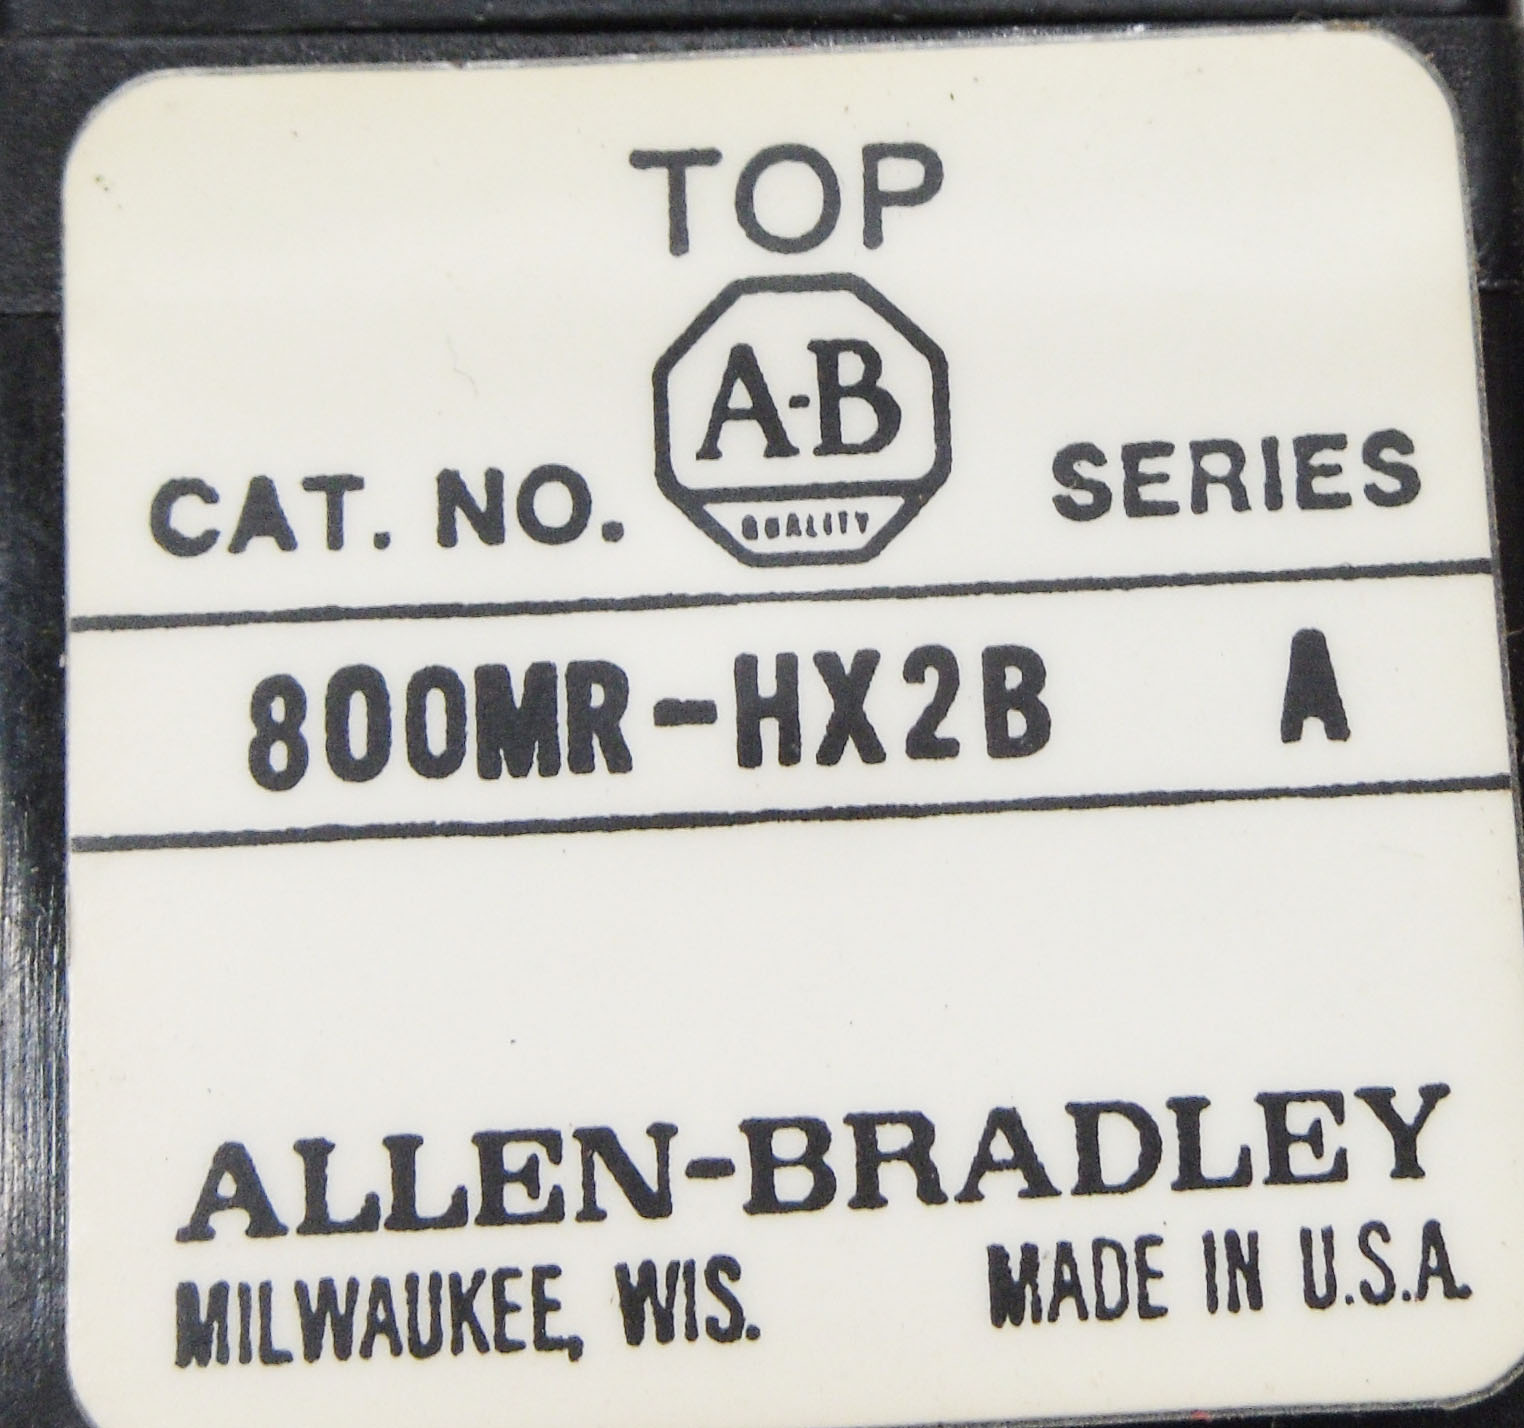 TOP
A-B
QUALITY
CAT. NO. SERIES
800MR-HX2B A
ALLEN-BRADLEY
MILWAUKEE, WIS. MADE IN U.S.A.